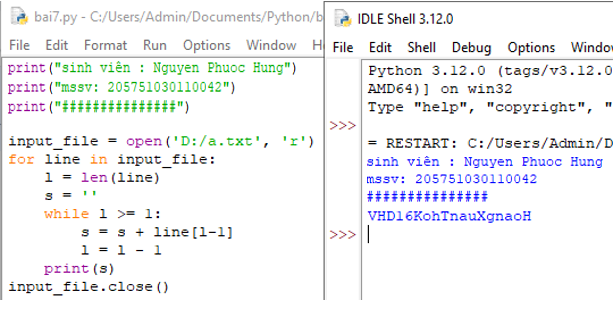 bai7.py - C:/Users/Admin/Documents/Python/b
File Edit Format Run Options Window H
print("sinh viên : Nguyen Phuoc Hung")
print("mssv: 205751030110042")
print("###############")
input_file = open('D:/a.txt', 'r')
for line in input_file:
l = len(line)
s = ''
while l >= 1:
s = s + line[l-1]
l = l - 1
print(s)
input_file.close()
IDLE Shell 3.12.0
File Edit Shell Debug Options Windo
Python 3.12.0 (tags/v3.12.0
AMD64)] on win32
Type "help", "copyright", "
>>>
= RESTART: C:/Users/Admin/D
sinh viên : Nguyen Phuoc Hung
mssv: 205751030110042
###############
VHD16KohTnauXgnaoH
>>>